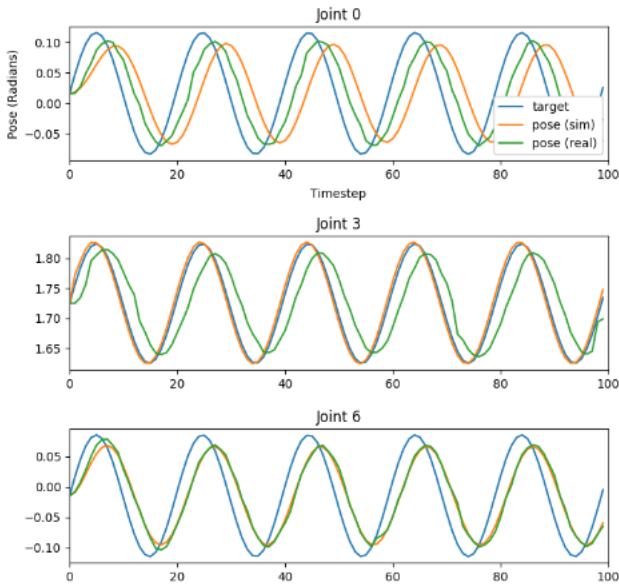 Joint 0
Pose (Radians)
0.10
0.05
0.00
−0.05
target
pose (sim)
pose (real)
0 20 40 60 80 100
Timestep
Joint 3
1.80
1.75
1.70
1.65
0 20 40 60 80 100
Joint 6
0.05
0.00
−0.05
−0.10
0 20 40 60 80 100